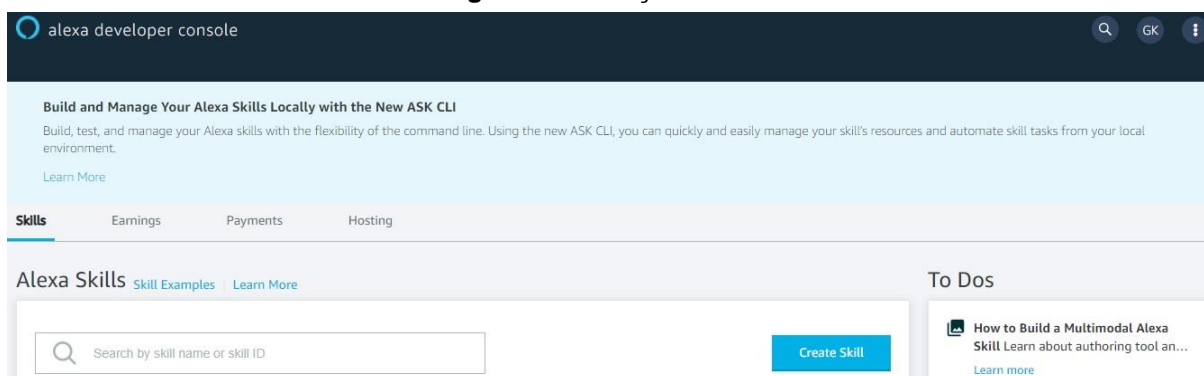 alexa developer console
GK
Build and Manage Your Alexa Skills Locally with the New ASK CLI
Build, test, and manage your Alexa skills with the flexibility of the command line. Using the new ASK CLI, you can quickly and easily manage your skill's resources and automate skill tasks from your local
environment.
Learn More
Skills Earnings Payments Hosting
Alexa Skills Skill Examples | Learn More
To Dos
Search by skill name or skill ID
Create Skill
How to Build a Multimodal Alexa
Skill Learn about authoring tool an...
Learn more